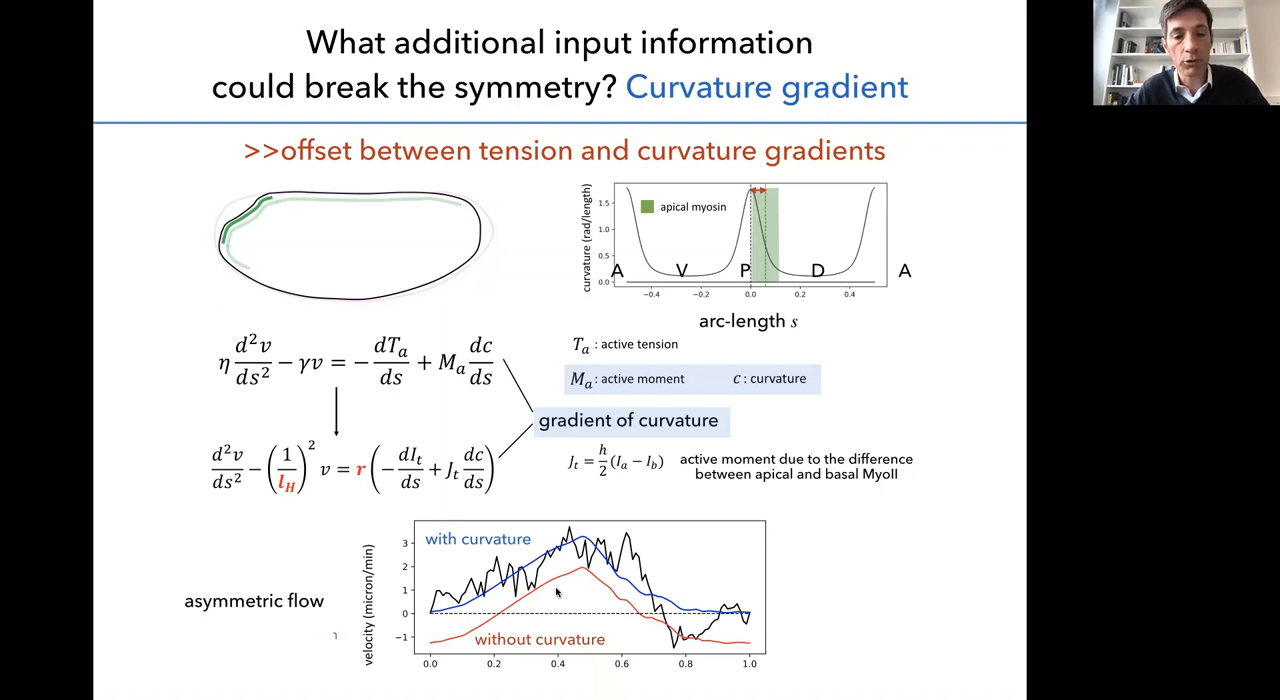 What additional input information
could break the symmetry? Curvature gradient
>>offset between tension and curvature gradients
curvature (rad/length)
1.5
1.0
0.5
0.0
apical myosin
A V P D A
−0.4 −0.2 0.0 0.2 0.4
arc-length s
η d²v/ds² − γv = − dTₐ/ds + Mₐ dc/ds
Tₐ : active tension
Mₐ : active moment c : curvature
gradient of curvature
d²v/ds² − (1/l_H)² v = r (− dI_t/ds + J_t dc/ds)
J_t = h/2 (I_a − I_b) active moment due to the difference
between apical and basal MyoII
asymmetric flow
velocity (micron/min)
3
2
1
0
−1
with curvature
without curvature
0.0 0.2 0.4 0.6 0.8 1.0